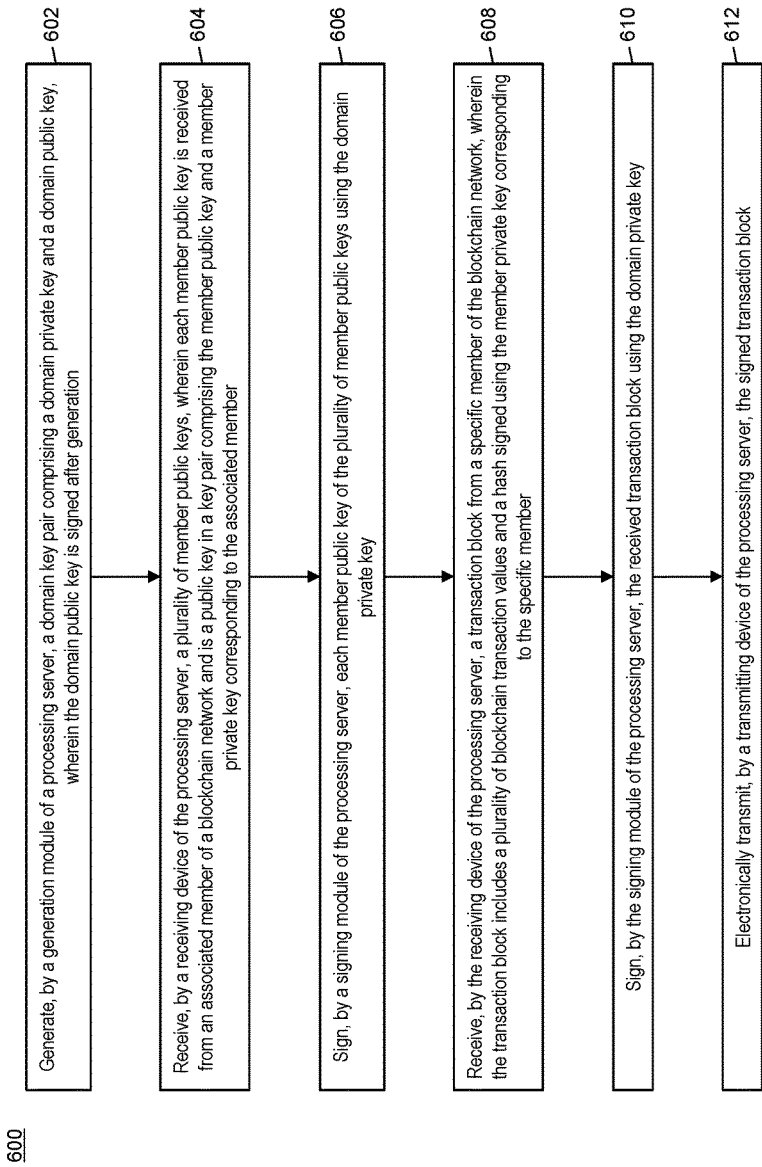 600
Generate, by a generation module of a processing server, a domain key pair comprising a domain private key and a domain public key,
wherein the domain public key is signed after generation
602
Receive, by a receiving device of the processing server, a plurality of member public keys, wherein each member public key is received
from an associated member of a blockchain network and is a public key in a key pair comprising the member public key and a member
private key corresponding to the associated member
604
Sign, by a signing module of the processing server, each member public key of the plurality of member public keys using the domain
private key
606
Receive, by the receiving device of the processing server, a transaction block from a specific member of the blockchain network, wherein
the transaction block includes a plurality of blockchain transaction values and a hash signed using the member private key corresponding
to the specific member
608
Sign, by the signing module of the processing server, the received transaction block using the domain private key
610
Electronically transmit, by a transmitting device of the processing server, the signed transaction block
612